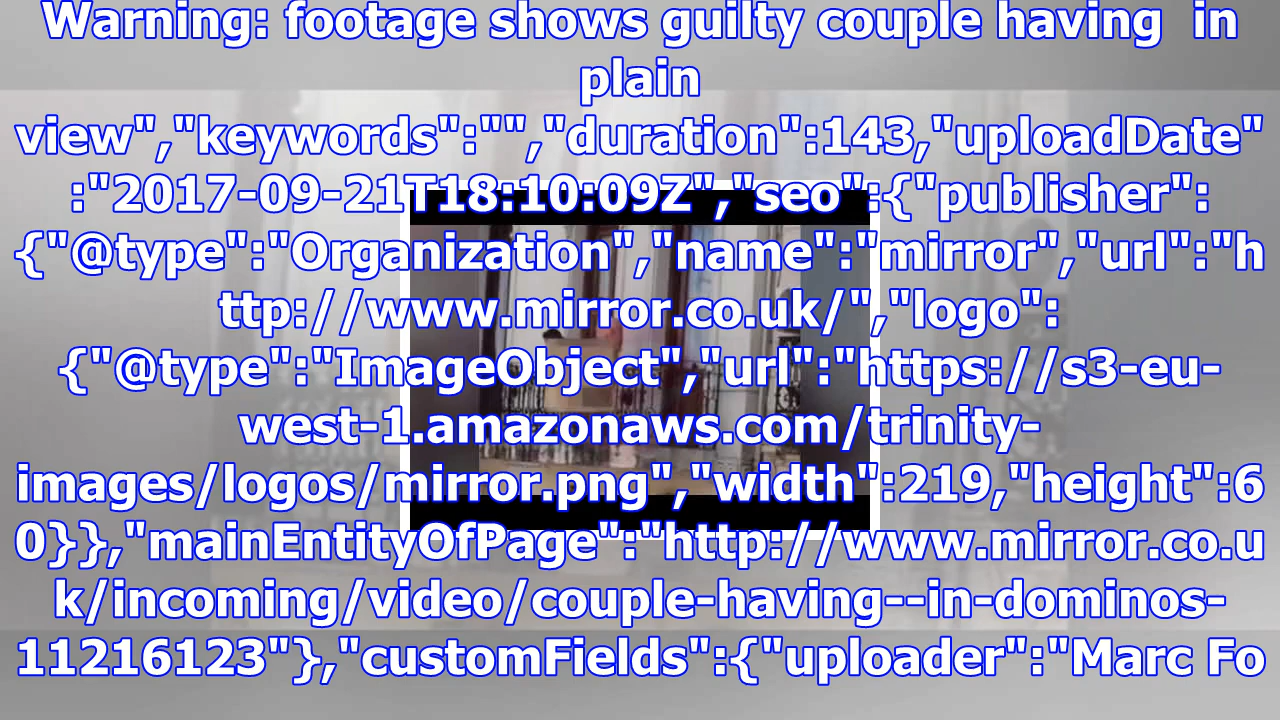 Warning: footage shows guilty couple having  in
plain
view","keywords":"","duration":143,"uploadDate"
:"2017-09-21T18:10:09Z","seo":{"publisher":
{"@type":"Organization","name":"mirror","url":"h
ttp://www.mirror.co.uk/","logo":
{"@type":"ImageObject","url":"https://s3-eu-
west-1.amazonaws.com/trinity-
images/logos/mirror.png","width":219,"height":6
0}},"mainEntityOfPage":"http://www.mirror.co.u
k/incoming/video/couple-having--in-dominos-
11216123"},"customFields":{"uploader":"Marc Fo